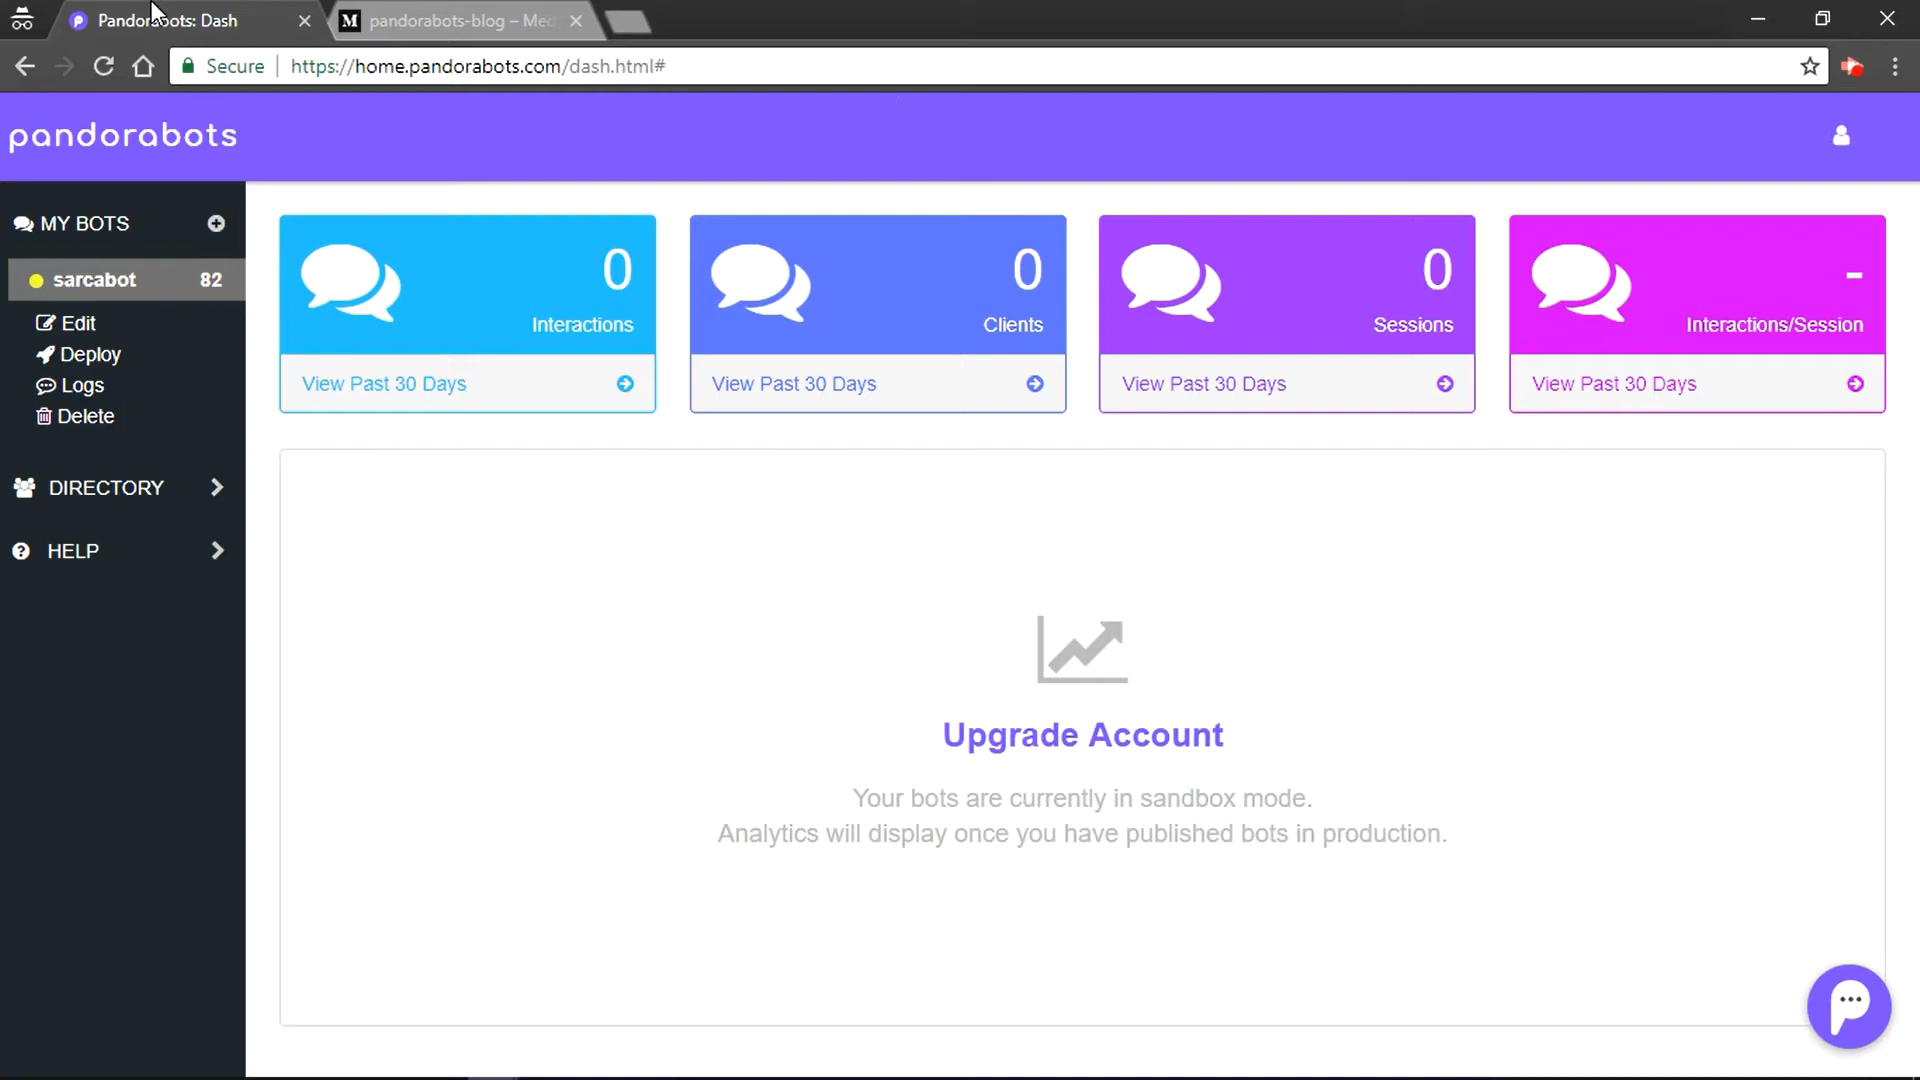 Pandorabots: Dash
M pandorabots-blog – Med
Secure https://home.pandorabots.com/dash.html#
pandorabots
MY BOTS
sarcabot 82
Edit
Deploy
Logs
Delete
DIRECTORY
HELP
0
Interactions
View Past 30 Days
0
Clients
View Past 30 Days
0
Sessions
View Past 30 Days
-
Interactions/Session
View Past 30 Days
Upgrade Account
Your bots are currently in sandbox mode.
Analytics will display once you have published bots in production.